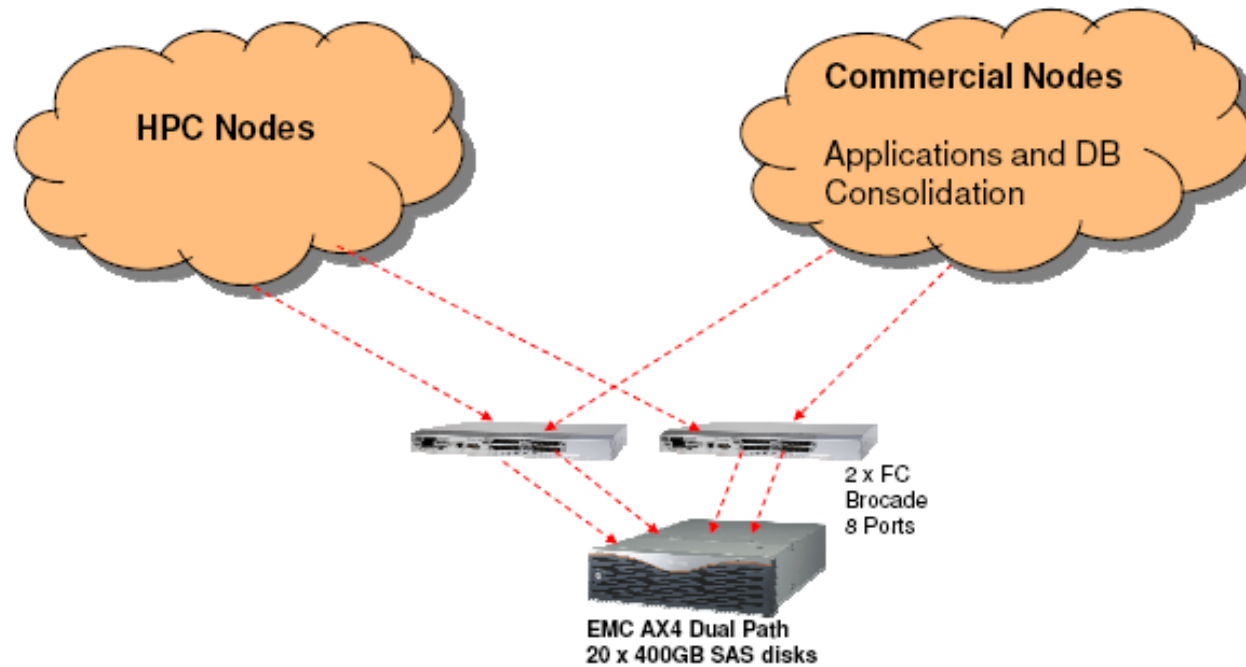 HPC Nodes
Commercial Nodes
Applications and DB
Consolidation
2 x FC
Brocade
8 Ports
EMC AX4 Dual Path
20 x 400GB SAS disks